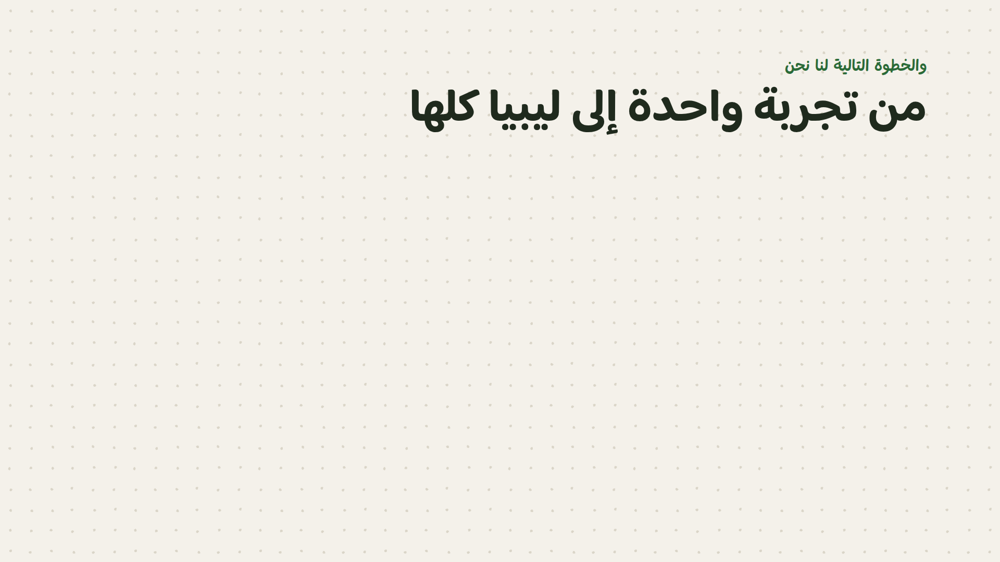 والخطوة التالية لنا نحن
من تجربة واحدة إلى ليبيا كلها